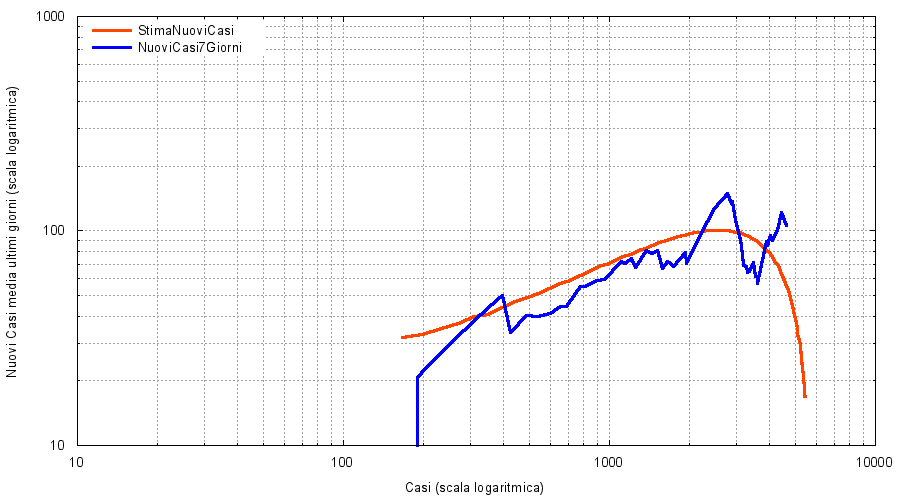 1000
StimaNuoviCasi
NuoviCasi7Giorni
Nuovi Casi media ultimi giorni (scala logaritmica)
100
10
10
100
1000
10000
Casi (scala logaritmica)